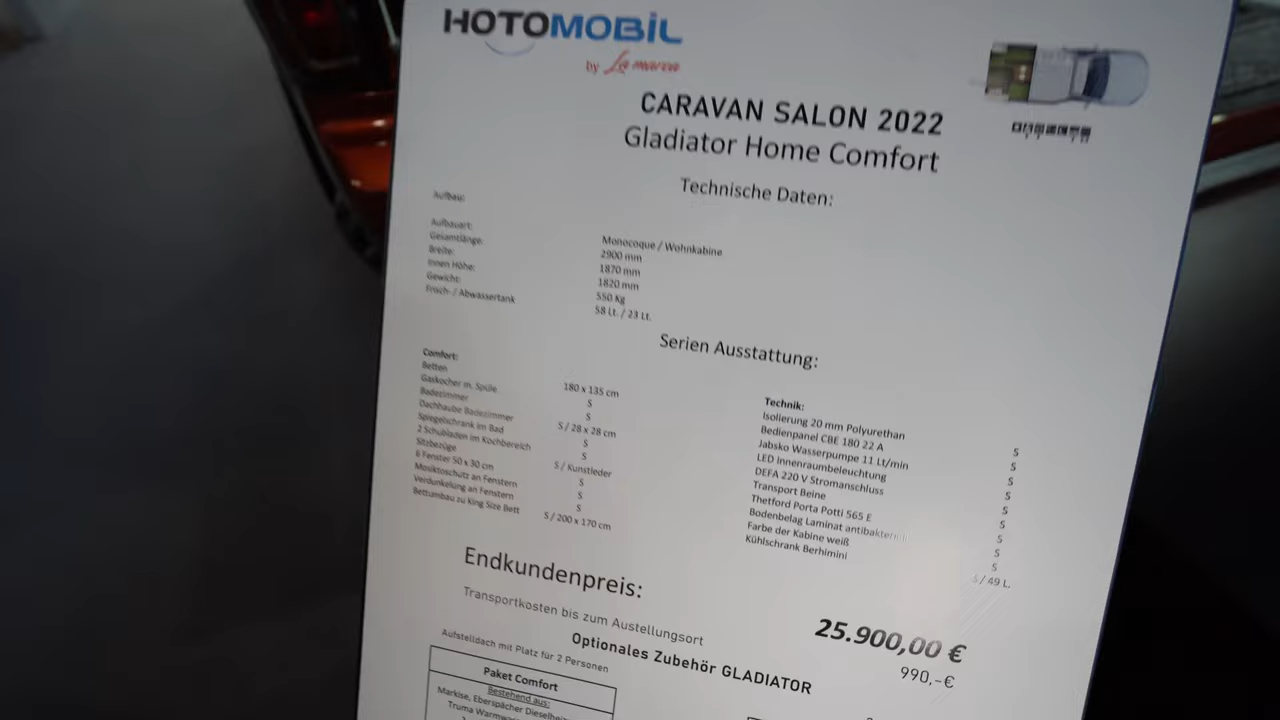 HOTOMOBİL
by La marca
CARAVAN SALON 2022
Gladiator Home Comfort
Technische Daten:
Aufbau:
Aufbauart: Monocoque / Wohnkabine
Gesamtlänge: 2900 mm
Breite: 1870 mm
Innen Höhe: 1820 mm
Gewicht: 550 Kg
Frisch- / Abwassertank 58 Lt. / 23 Lt.
Serien Ausstattung:
Comfort:
Betten 180 x 135 cm
Gaskocher m. Spüle S
Badezimmer S
Dachhaube Badezimmer S / 28 x 28 cm
Spiegelschrank im Bad S
2 Schubladen im Kochbereich S
Sitzbezüge S / Kunstleder
6 Fenster 50 x 30 cm S
Mosiktoschutz an Fenstern S
Verdunkelung an Fenstern S
Bettumbau zu King Size Bett S / 200 x 170 cm
Technik:
Isolierung 20 mm Polyurethan S
Bedienpanel CBE 180 22 A S
Jabsko Wasserpumpe 11 Lt/min S
LED Innenraumbeleuchtung S
DEFA 220 V Stromanschluss S
Transport Beine S
Thetford Porta Potti 565 E S
Bodenbelag Laminat antibakteriell S
Farbe der Kabine weiß S
Kühlschrank Berhimini S / 49 L.
Endkundenpreis: 25.900,00 €
Transportkosten bis zum Austellungsort 990,-€
Optionales Zubehör GLADIATOR
Aufstelldach mit Platz für 2 Personen
Paket Comfort
Bestehend aus:
Markise, Eberspächer
Truma